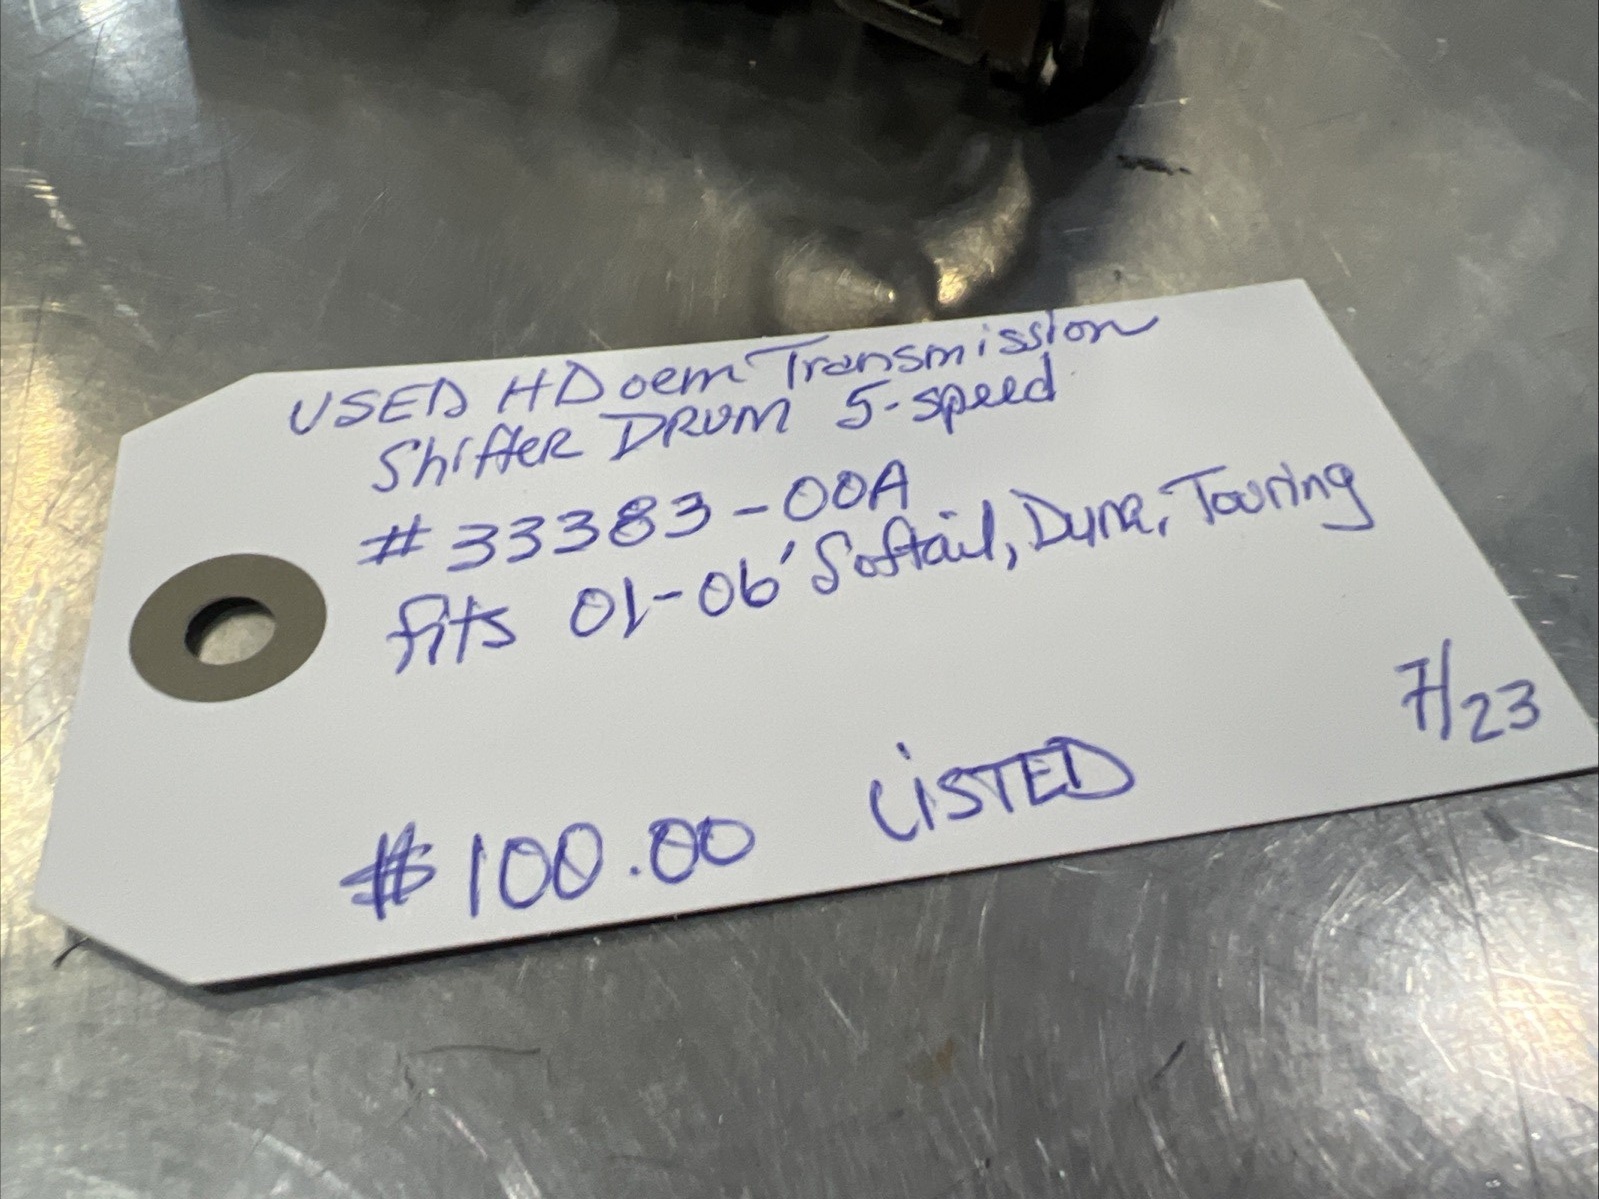 USED HD oem Transmission
Shifter DRUM 5-speed
# 33383-00A
fits 01-06' Softail, Dyna, Touring
7/23
$100.00 LiSTED